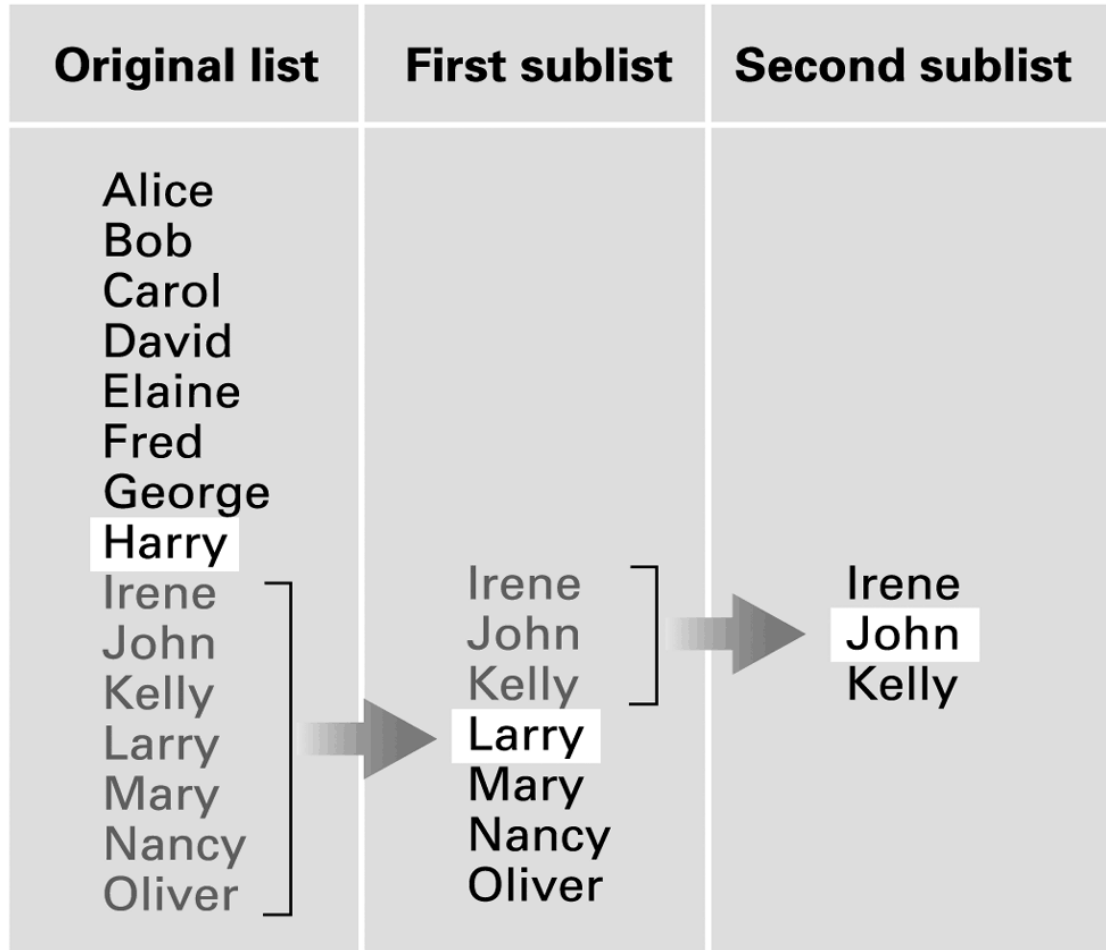 Original list
First sublist
Second sublist
Alice
Bob
Carol
David
Elaine
Fred
George
Harry
Irene
John
Kelly
Larry
Mary
Nancy
Oliver
Irene
John
Kelly
Larry
Mary
Nancy
Oliver
Irene
John
Kelly